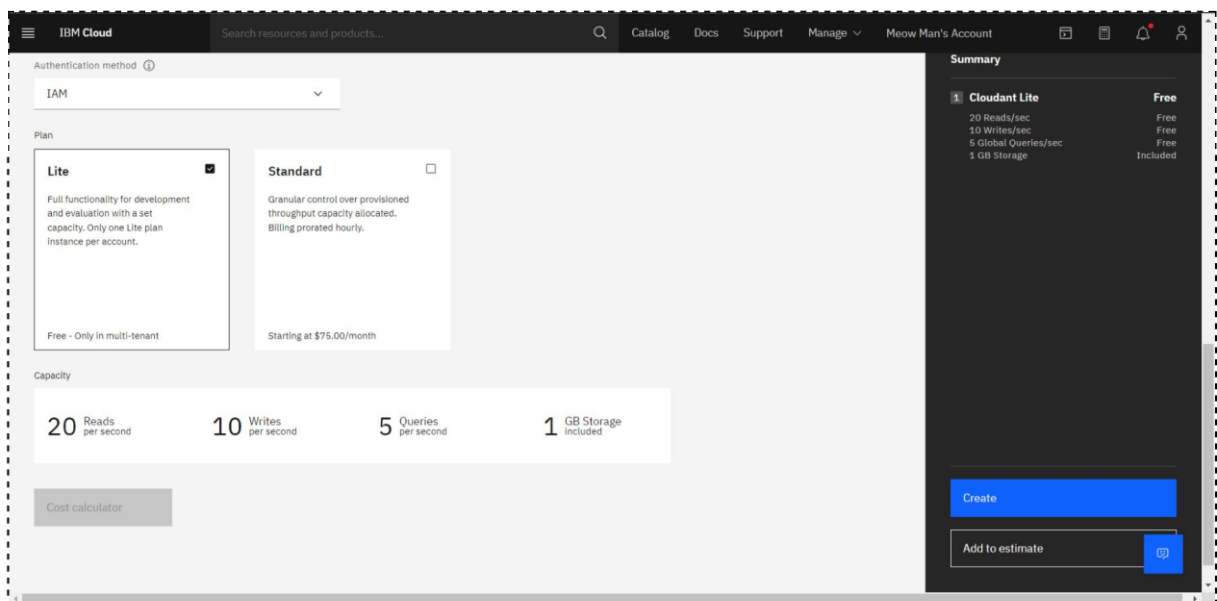 IBM Cloud
Search resources and products...
Catalog
Docs
Support
Manage
Meow Man's Account
Authentication method
IAM
Plan
Lite
Full functionality for development
and evaluation with a set
capacity. Only one Lite plan
instance per account.
Free - Only in multi-tenant
Standard
Granular control over provisioned
throughput capacity allocated.
Billing prorated hourly.
Starting at $75.00/month
Capacity
20 Reads per second
10 Writes per second
5 Queries per second
1 GB Storage included
Cost calculator
Summary
1 Cloudant Lite Free
20 Reads/sec Free
10 Writes/sec Free
5 Global Queries/sec Free
1 GB Storage Included
Create
Add to estimate